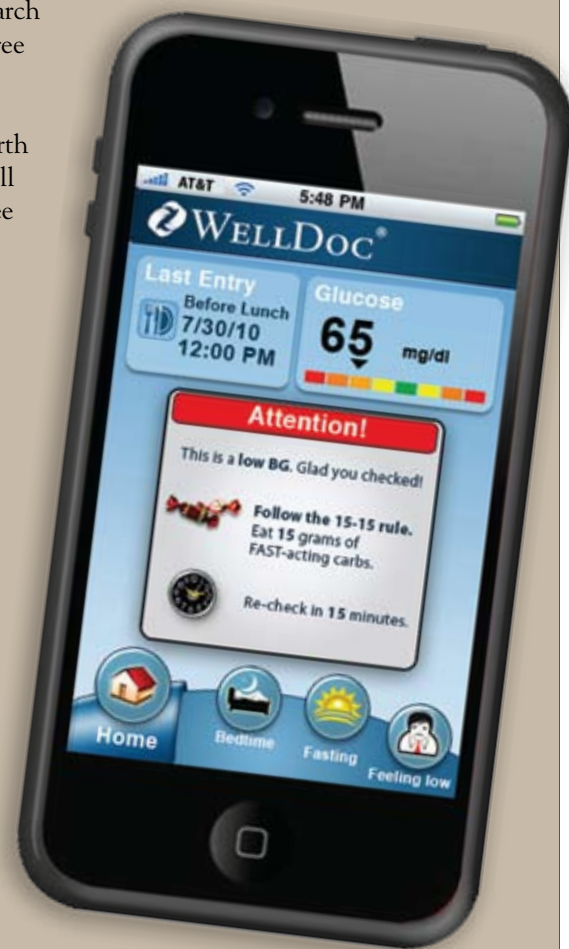 arch
ree
rth
ll
ee
AT&T
5:48 PM
WELLDOC®
Last Entry
Before Lunch
7/30/10
12:00 PM
Glucose
65 mg/dl
Attention!
This is a low BG. Glad you checked!
Follow the 15-15 rule.
Eat 15 grams of
FAST-acting carbs.
Re-check in 15 minutes.
Home
Bedtime
Fasting
Feeling low